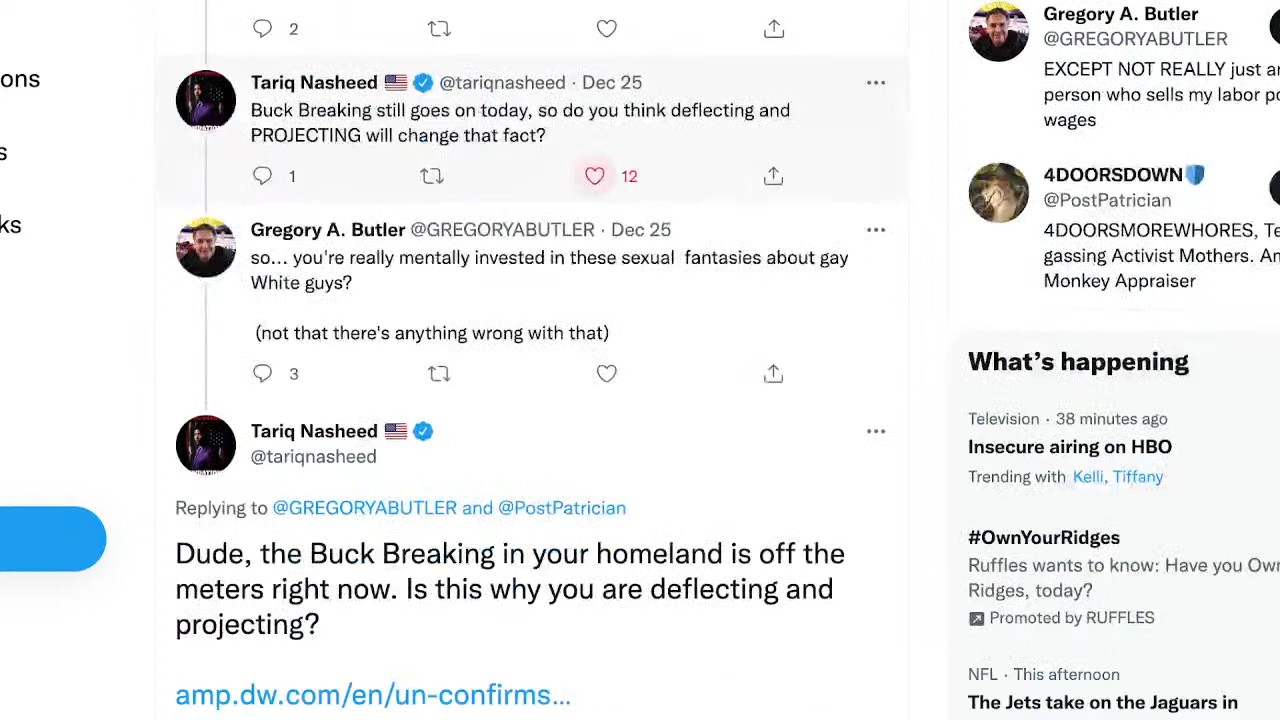 2
Tariq Nasheed 🇺🇸 @tariqnasheed · Dec 25
Buck Breaking still goes on today, so do you think deflecting and
PROJECTING will change that fact?
1 12
Gregory A. Butler @GREGORYABUTLER · Dec 25
so... you're really mentally invested in these sexual fantasies about gay
White guys?
(not that there's anything wrong with that)
3
Tariq Nasheed 🇺🇸
@tariqnasheed
Replying to @GREGORYABUTLER and @PostPatrician
Dude, the Buck Breaking in your homeland is off the
meters right now. Is this why you are deflecting and
projecting?
amp.dw.com/en/un-confirms...
ons
s
ks
Gregory A. Butler
@GREGORYABUTLER
EXCEPT NOT REALLY just
person who sells my labor
wages
4DOORSDOWN
@PostPatrician
4DOORSMOREWHORES,
gassing Activist Mothers.
Monkey Appraiser
What's happening
Television · 38 minutes ago
Insecure airing on HBO
Trending with Kelli, Tiffany
#OwnYourRidges
Ruffles wants to know: Have you
Ridges, today?
Promoted by RUFFLES
NFL · This afternoon
The Jets take on the Jaguars in